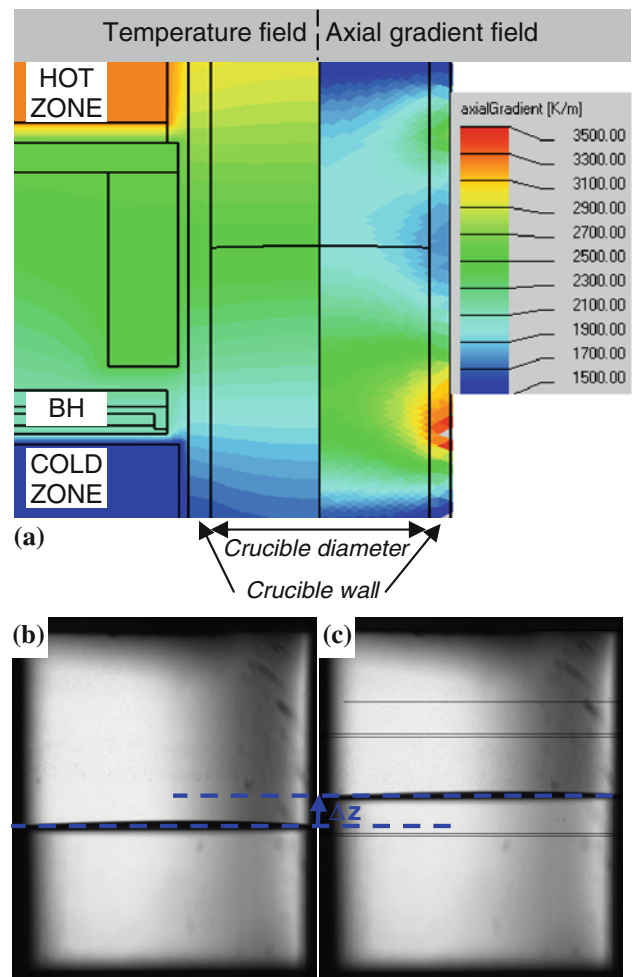 Temperature field
Axial gradient field
HOT
ZONE
axialGradient [K/m]
3500.00
3300.00
3100.00
2900.00
2700.00
2500.00
2300.00
2100.00
1900.00
1700.00
1500.00
BH
COLD
ZONE
(a)
Crucible diameter
Crucible wall
(b)
(c)
Δz